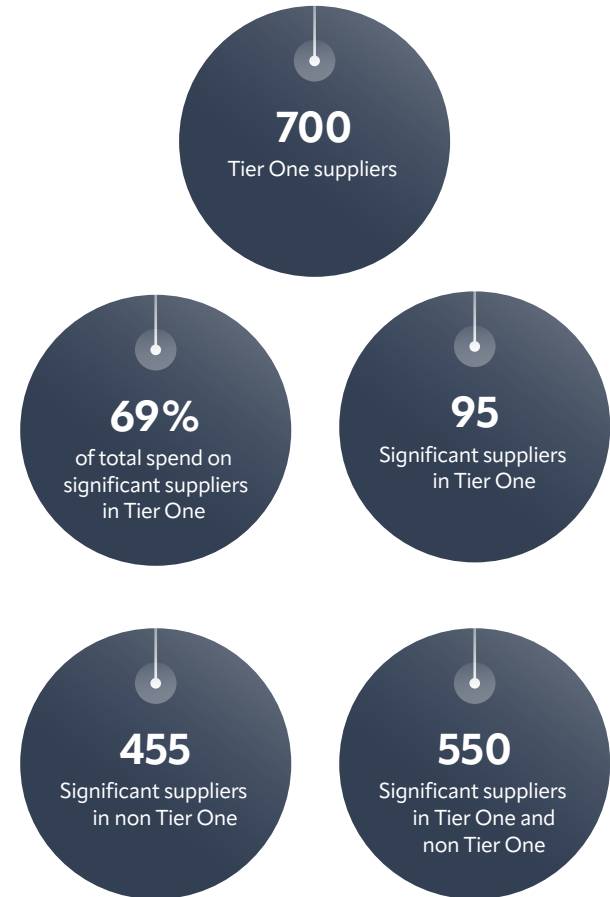 700
Tier One suppliers
69%
of total spend on
significant suppliers
in Tier One
95
Significant suppliers
in Tier One
455
Significant suppliers
in non Tier One
550
Significant suppliers
in Tier One and
non Tier One